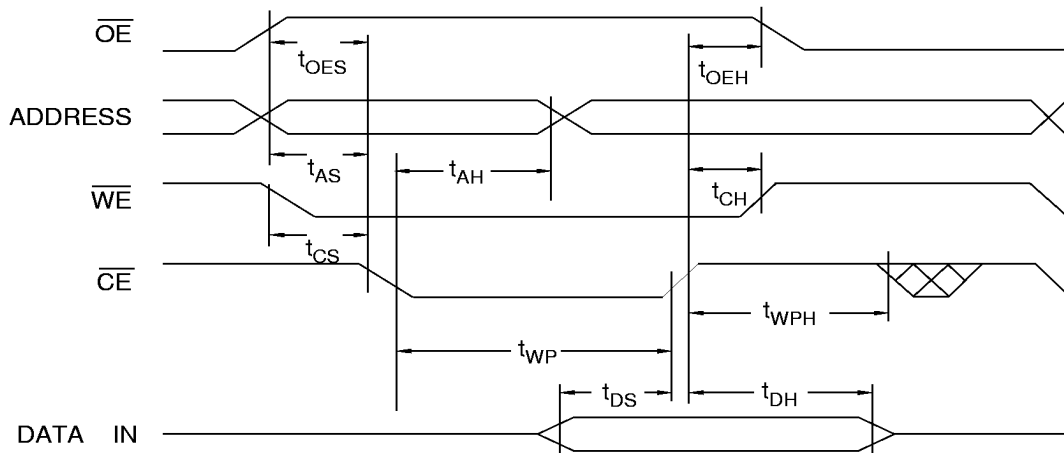 OE
tOES
tOEH
ADDRESS
tAS
tAH
tCH
WE
tCS
CE
tWPH
tWP
tDS
tDH
DATA IN